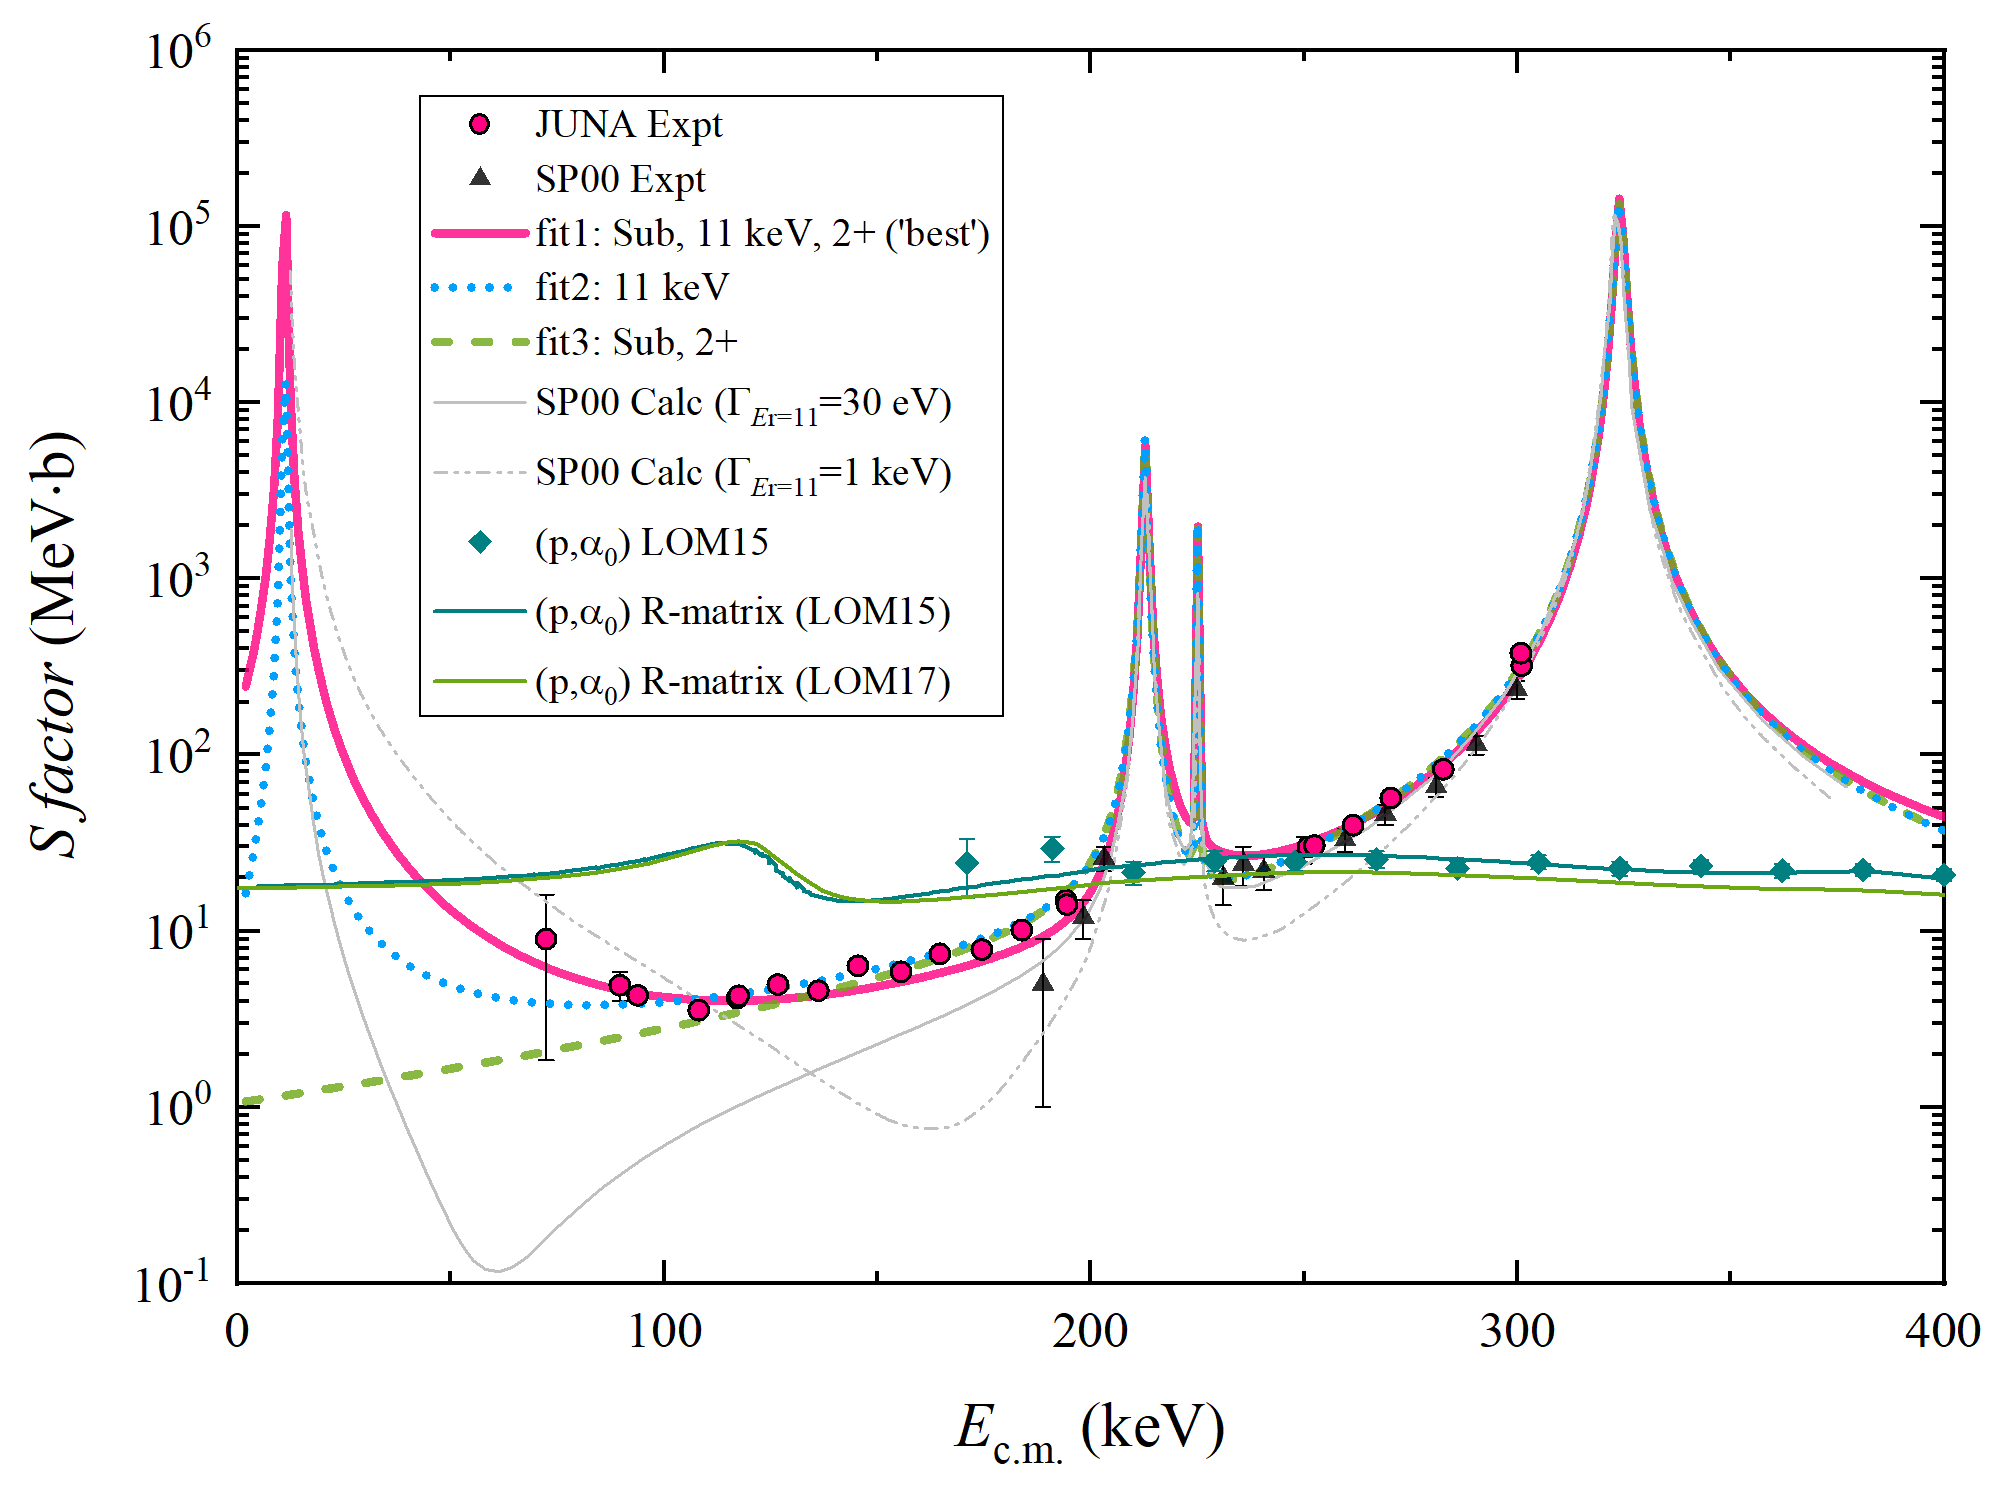 10^6
10^5
10^4
10^3
10^2
10^1
10^0
10^-1
S factor (MeV·b)
JUNA Expt
SP00 Expt
fit1: Sub, 11 keV, 2+ ('best')
fit2: 11 keV
fit3: Sub, 2+
SP00 Calc (Γ_Er=11=30 eV)
SP00 Calc (Γ_Er=11=1 keV)
(p,α₀) LOM15
(p,α₀) R-matrix (LOM15)
(p,α₀) R-matrix (LOM17)
0 100 200 300 400
E_c.m. (keV)